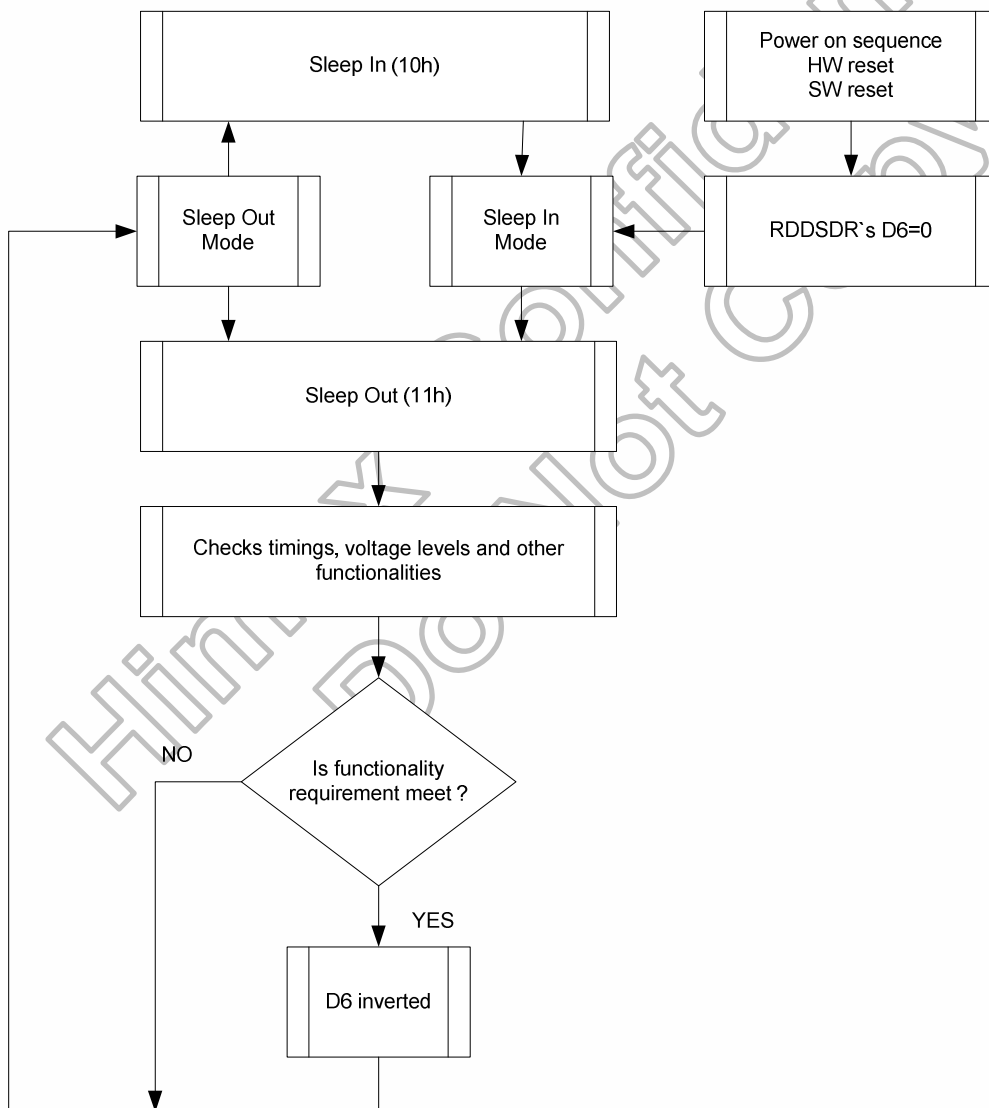 Sleep In (10h)
Power on sequence
HW reset
SW reset
Sleep Out
Mode
Sleep In
Mode
RDDSDR`s D6=0
Sleep Out (11h)
Checks timings, voltage levels and other
functionalities
Is functionality
requirement meet ?
NO
YES
D6 inverted